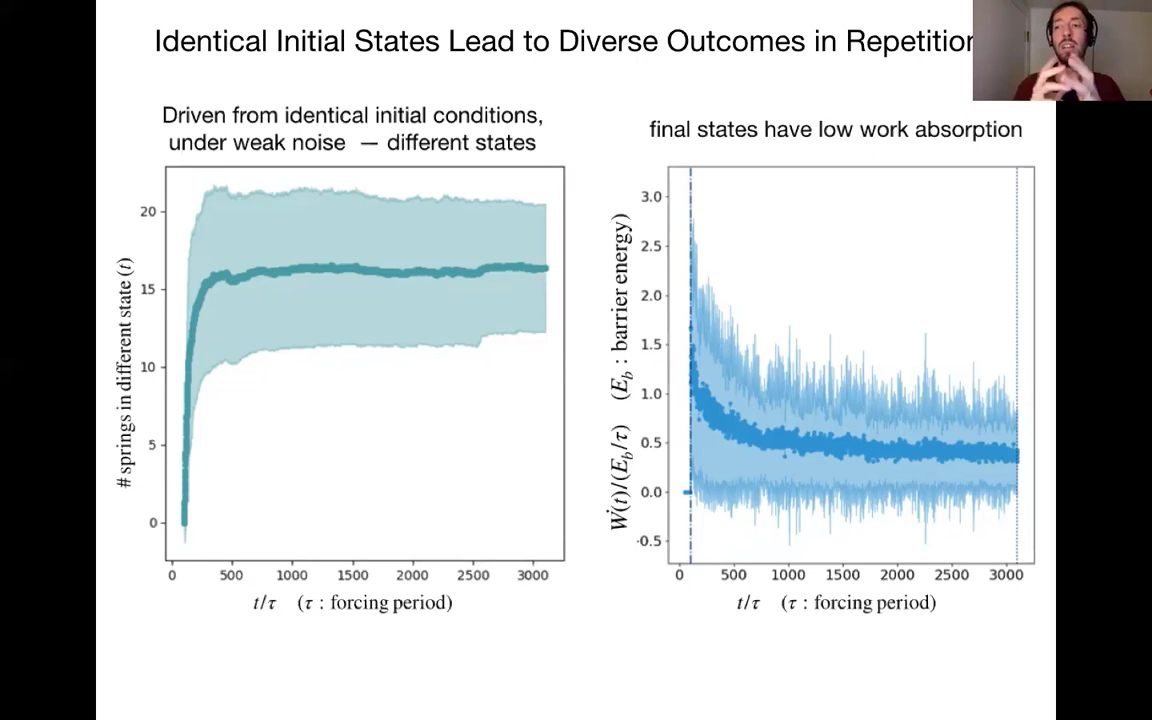 Identical Initial States Lead to Diverse Outcomes in Repetition
Driven from identical initial conditions,
under weak noise — different states
final states have low work absorption
# springs in different state (t)
20
15
10
5
0
0 500 1000 1500 2000 2500 3000
t/τ (τ : forcing period)
Ẇ(t)/(E_b/τ) (E_b : barrier energy)
3.0
2.5
2.0
1.5
1.0
0.5
0.0
-0.5
0 500 1000 1500 2000 2500 3000
t/τ (τ : forcing period)